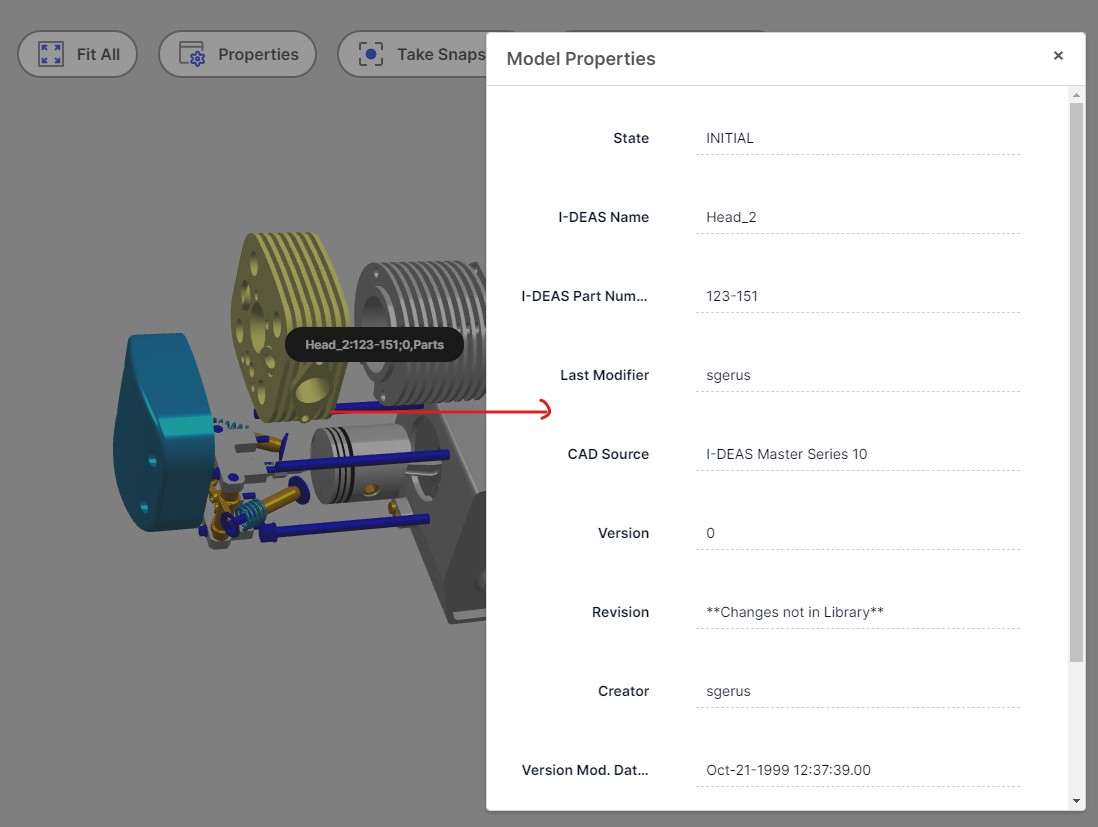 Fit All
Properties
Take Snaps
Model Properties
×
State
INITIAL
I-DEAS Name
Head_2
I-DEAS Part Num...
123-151
Head_2:123-151;0,Parts
Last Modifier
sgerus
CAD Source
I-DEAS Master Series 10
Version
0
Revision
**Changes not in Library**
Creator
sgerus
Version Mod. Dat...
Oct-21-1999 12:37:39.00